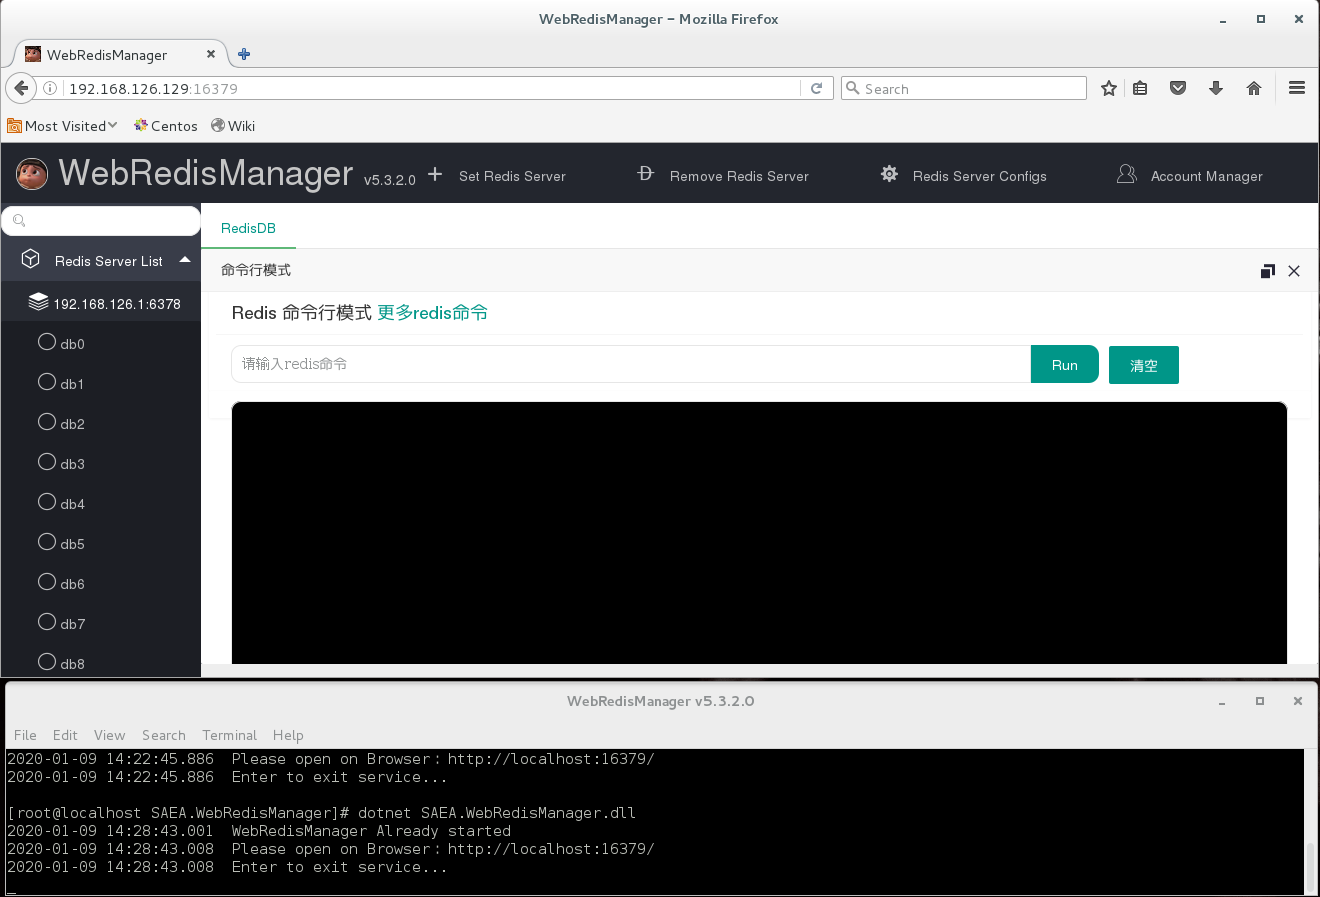 WebRedisManager – Mozilla Firefox
WebRedisManager
192.168.126.129:16379
Search
Most Visited
Centos
Wiki
WebRedisManager v5.3.2.0
Set Redis Server
Remove Redis Server
Redis Server Configs
Account Manager
RedisDB
Redis Server List
命令行模式
192.168.126.1:6378
Redis 命令行模式 更多redis命令
db0
请输入redis命令
Run
清空
db1
db2
db3
db4
db5
db6
db7
db8
WebRedisManager v5.3.2.0
File Edit View Search Terminal Help
2020-01-09 14:22:45.886 Please open on Browser：http://localhost:16379/
2020-01-09 14:22:45.886 Enter to exit service...
[root@localhost SAEA.WebRedisManager]# dotnet SAEA.WebRedisManager.dll
2020-01-09 14:28:43.001 WebRedisManager Already started
2020-01-09 14:28:43.008 Please open on Browser：http://localhost:16379/
2020-01-09 14:28:43.008 Enter to exit service...